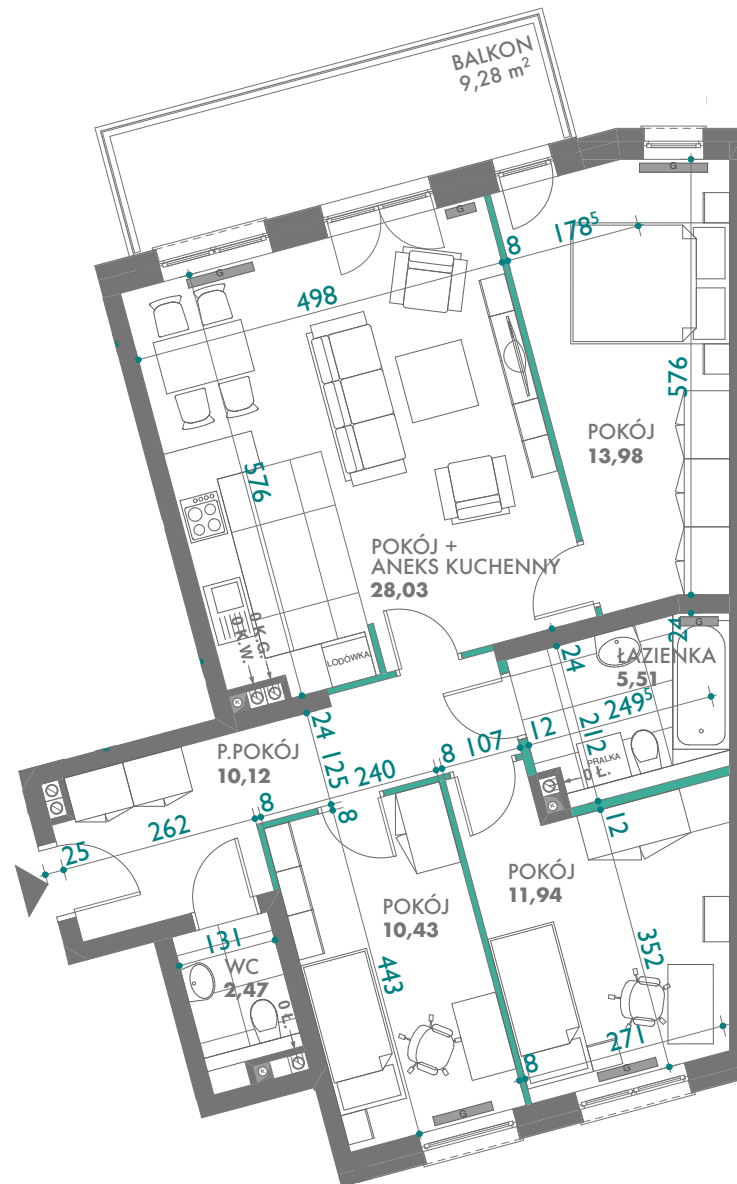 BALKON
9,28 m²
G
G
G
498
8
178⁵
576
576
POKÓJ
13,98
POKÓJ +
ANEKS KUCHENNY
28,03
0 K.W.
0 K.G.
LODÓWKA
K
24
24
G
ŁAZIENKA
5,51
249⁵
212
PRALKA
0 Ł.
K
12
P.POKÓJ
10,12
24
125
240
8
107
12
262
8
8
25
POKÓJ
11,94
POKÓJ
10,43
131
WC
2,47
443
352
0 Ł.
K
271
8
G
G